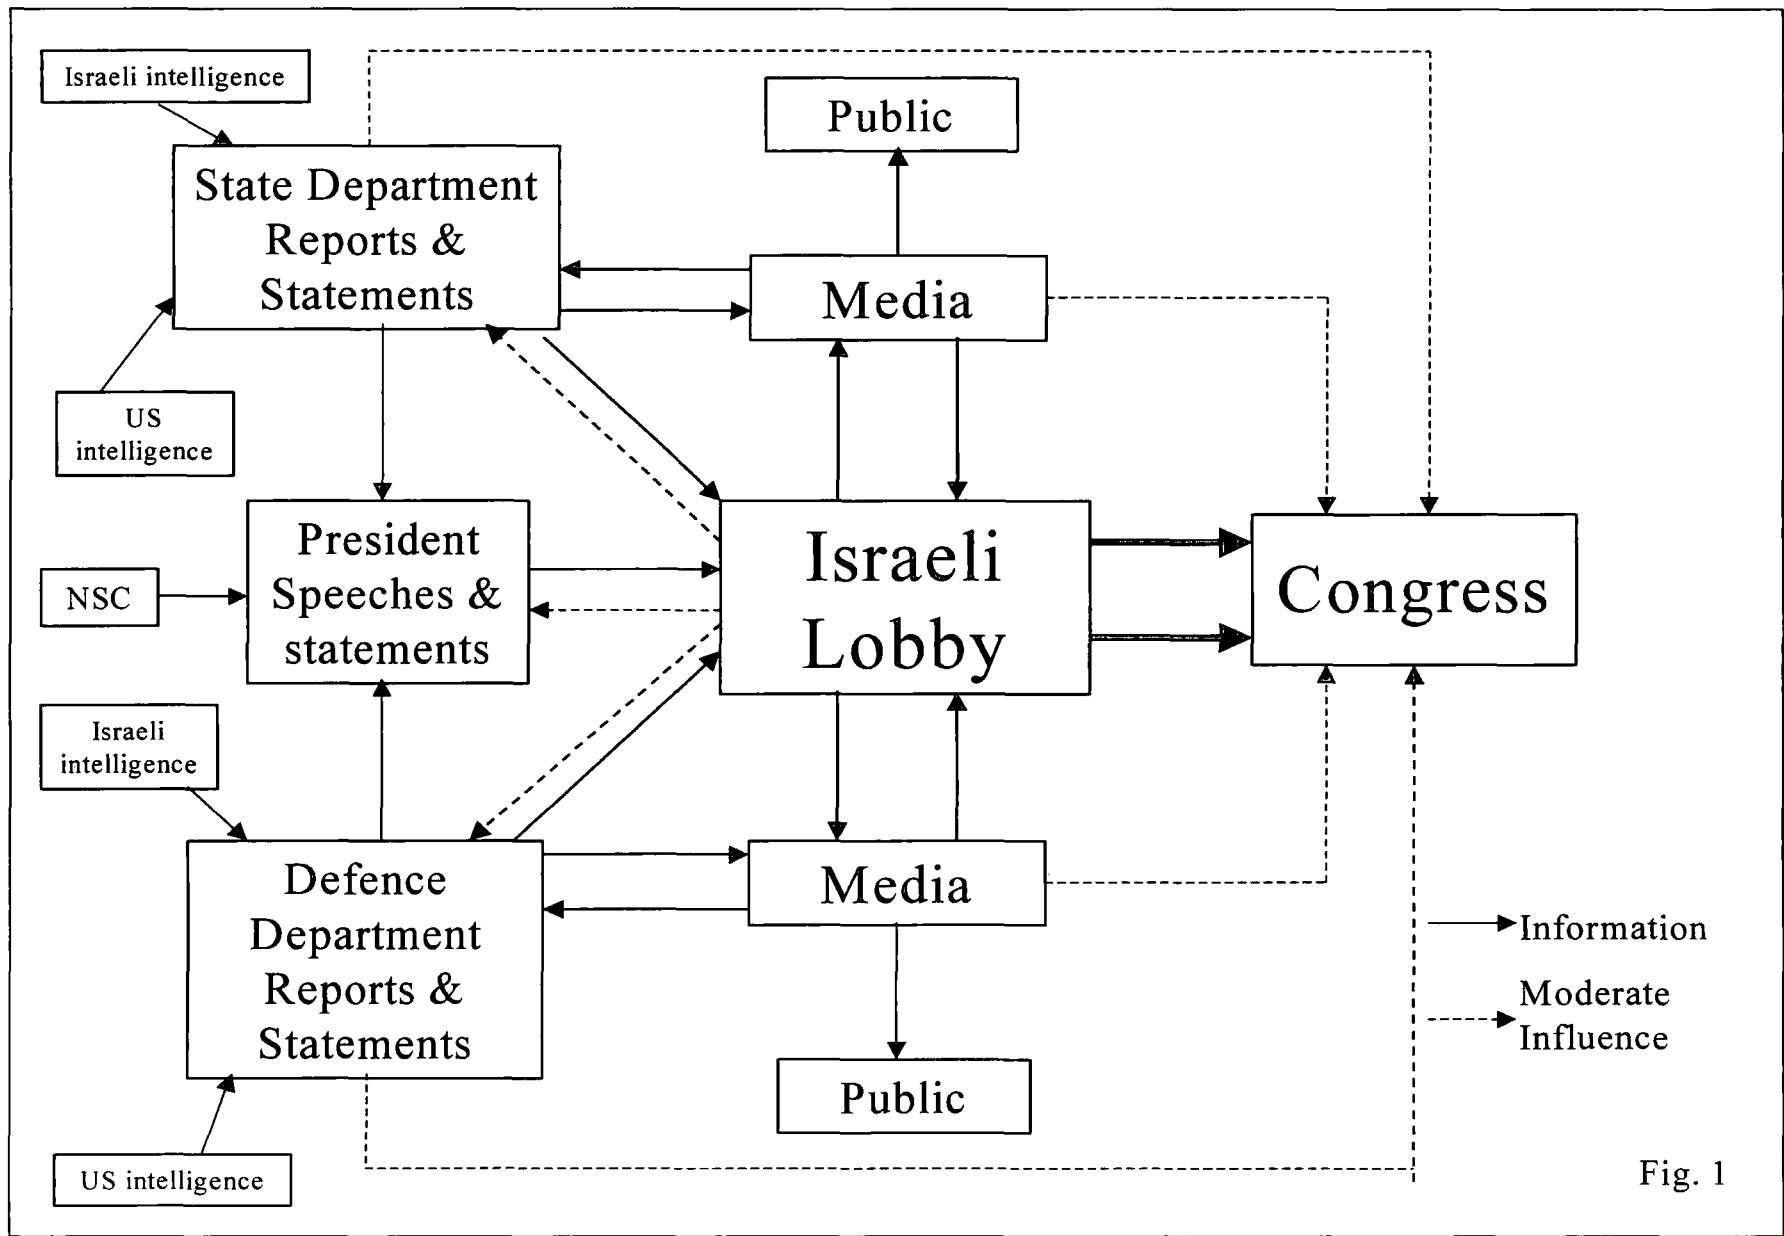 Israeli intelligence
Public
State Department
Reports &
Statements
Media
US
intelligence
President
Speeches &
statements
NSC
Israeli
Lobby
Congress
Israeli
intelligence
Defence
Department
Reports &
Statements
Media
Information
Moderate
Influence
Public
US intelligence
Fig. 1